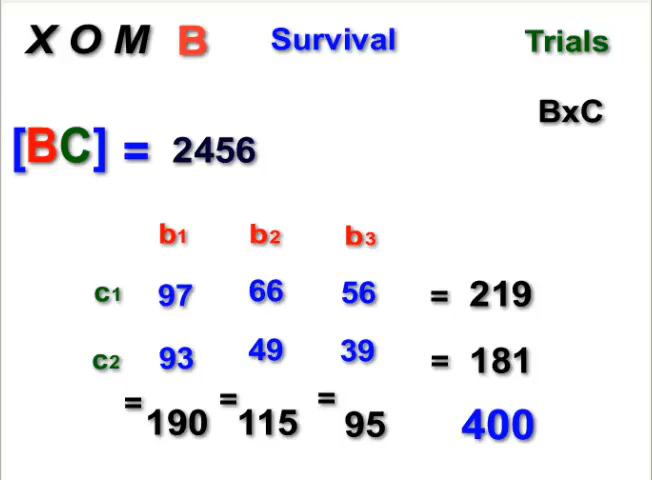 X O M B Survival Trials
BxC
[BC] = 2456
b1 b2 b3
c1 97 66 56 = 219
c2 93 49 39 = 181
= 190 = 115 = 95 400